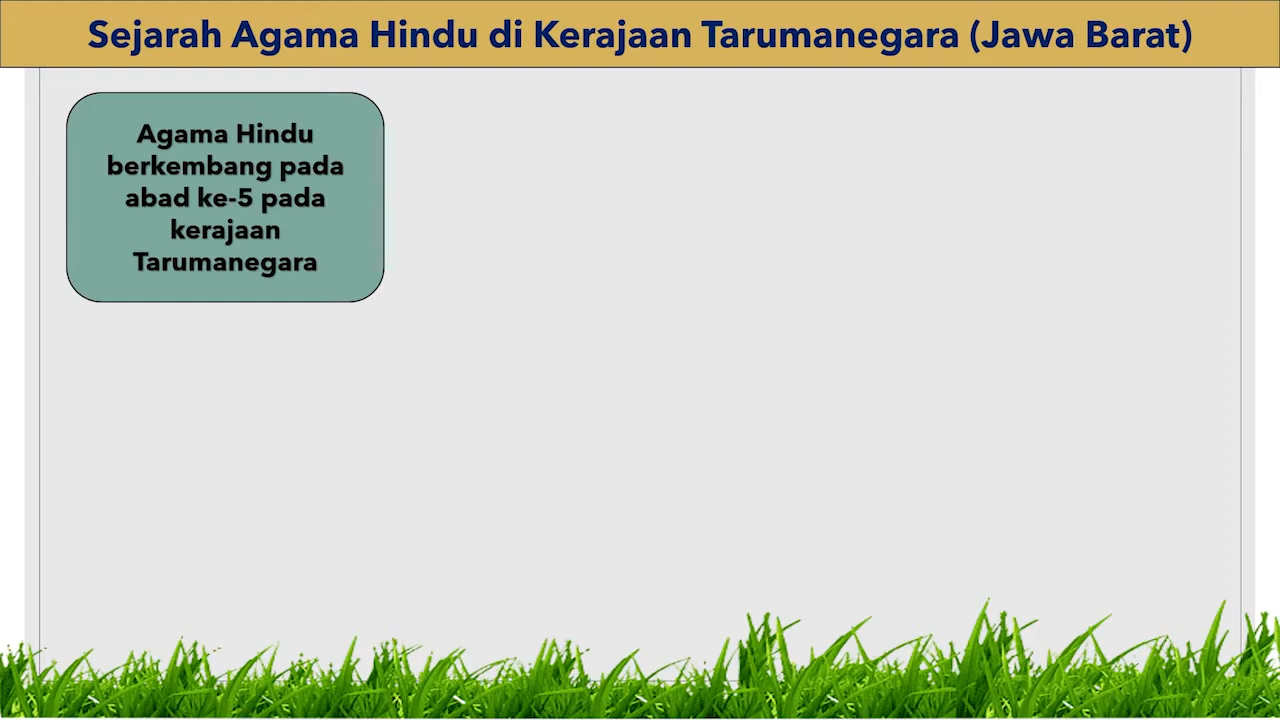 Sejarah Agama Hindu di Kerajaan Tarumanegara (Jawa Barat)
Agama Hindu
berkembang pada
abad ke-5 pada
kerajaan
Tarumanegara